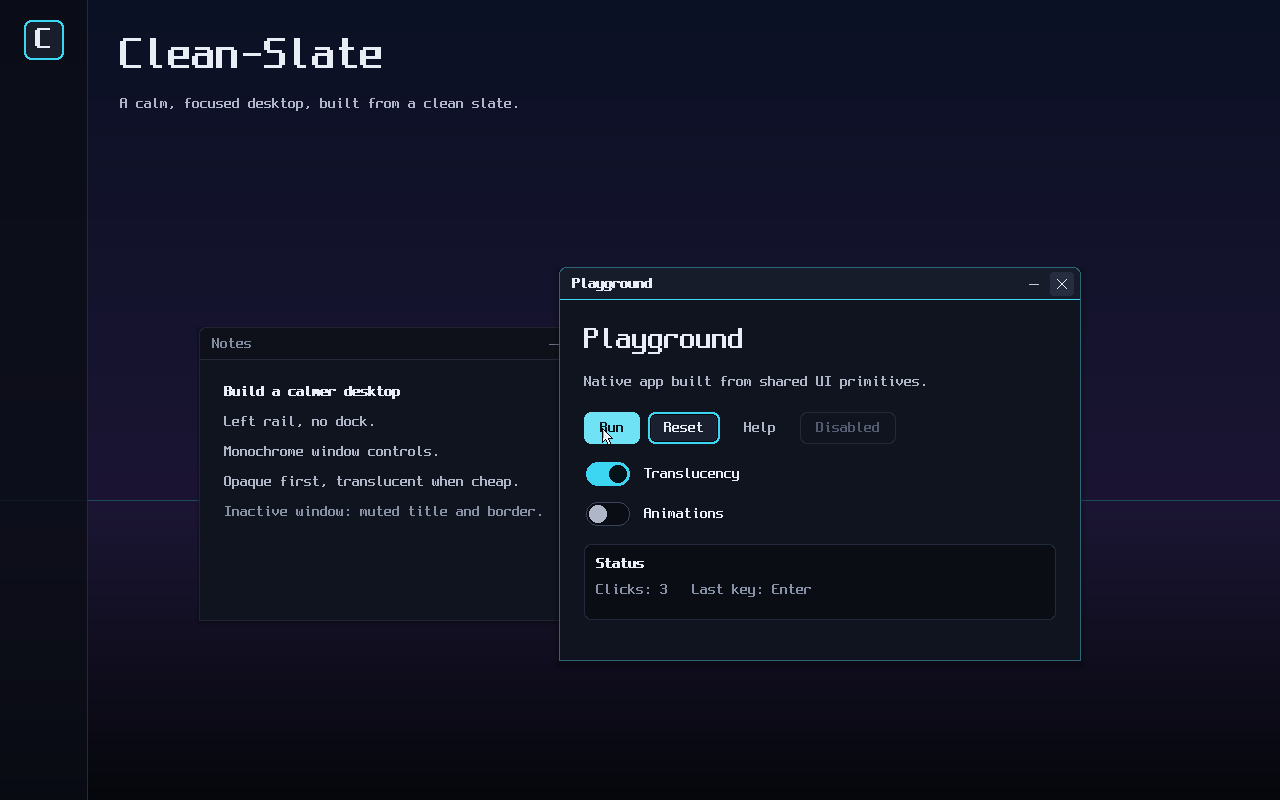 C
Clean-Slate
A calm, focused desktop, built from a clean slate.
Notes
Build a calmer desktop
Left rail, no dock.
Monochrome window controls.
Opaque first, translucent when cheap.
Inactive window: muted title and border.
Playground
Playground
Native app built from shared UI primitives.
Run Reset Help Disabled
Translucency
Animations
Status
Clicks: 3 Last key: Enter